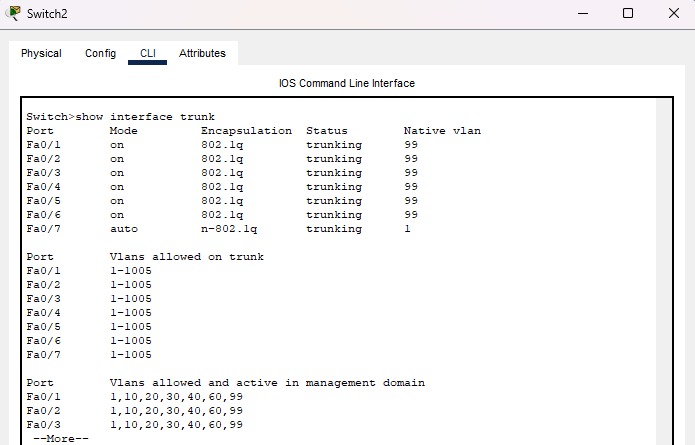 Switch2
Physical Config CLI Attributes
IOS Command Line Interface
Switch>show interface trunk
Port Mode Encapsulation Status Native vlan
Fa0/1 on 802.1q trunking 99
Fa0/2 on 802.1q trunking 99
Fa0/3 on 802.1q trunking 99
Fa0/4 on 802.1q trunking 99
Fa0/5 on 802.1q trunking 99
Fa0/6 on 802.1q trunking 99
Fa0/7 auto n-802.1q trunking 1
Port Vlans allowed on trunk
Fa0/1 1-1005
Fa0/2 1-1005
Fa0/3 1-1005
Fa0/4 1-1005
Fa0/5 1-1005
Fa0/6 1-1005
Fa0/7 1-1005
Port Vlans allowed and active in management domain
Fa0/1 1,10,20,30,40,60,99
Fa0/2 1,10,20,30,40,60,99
Fa0/3 1,10,20,30,40,60,99
--More--